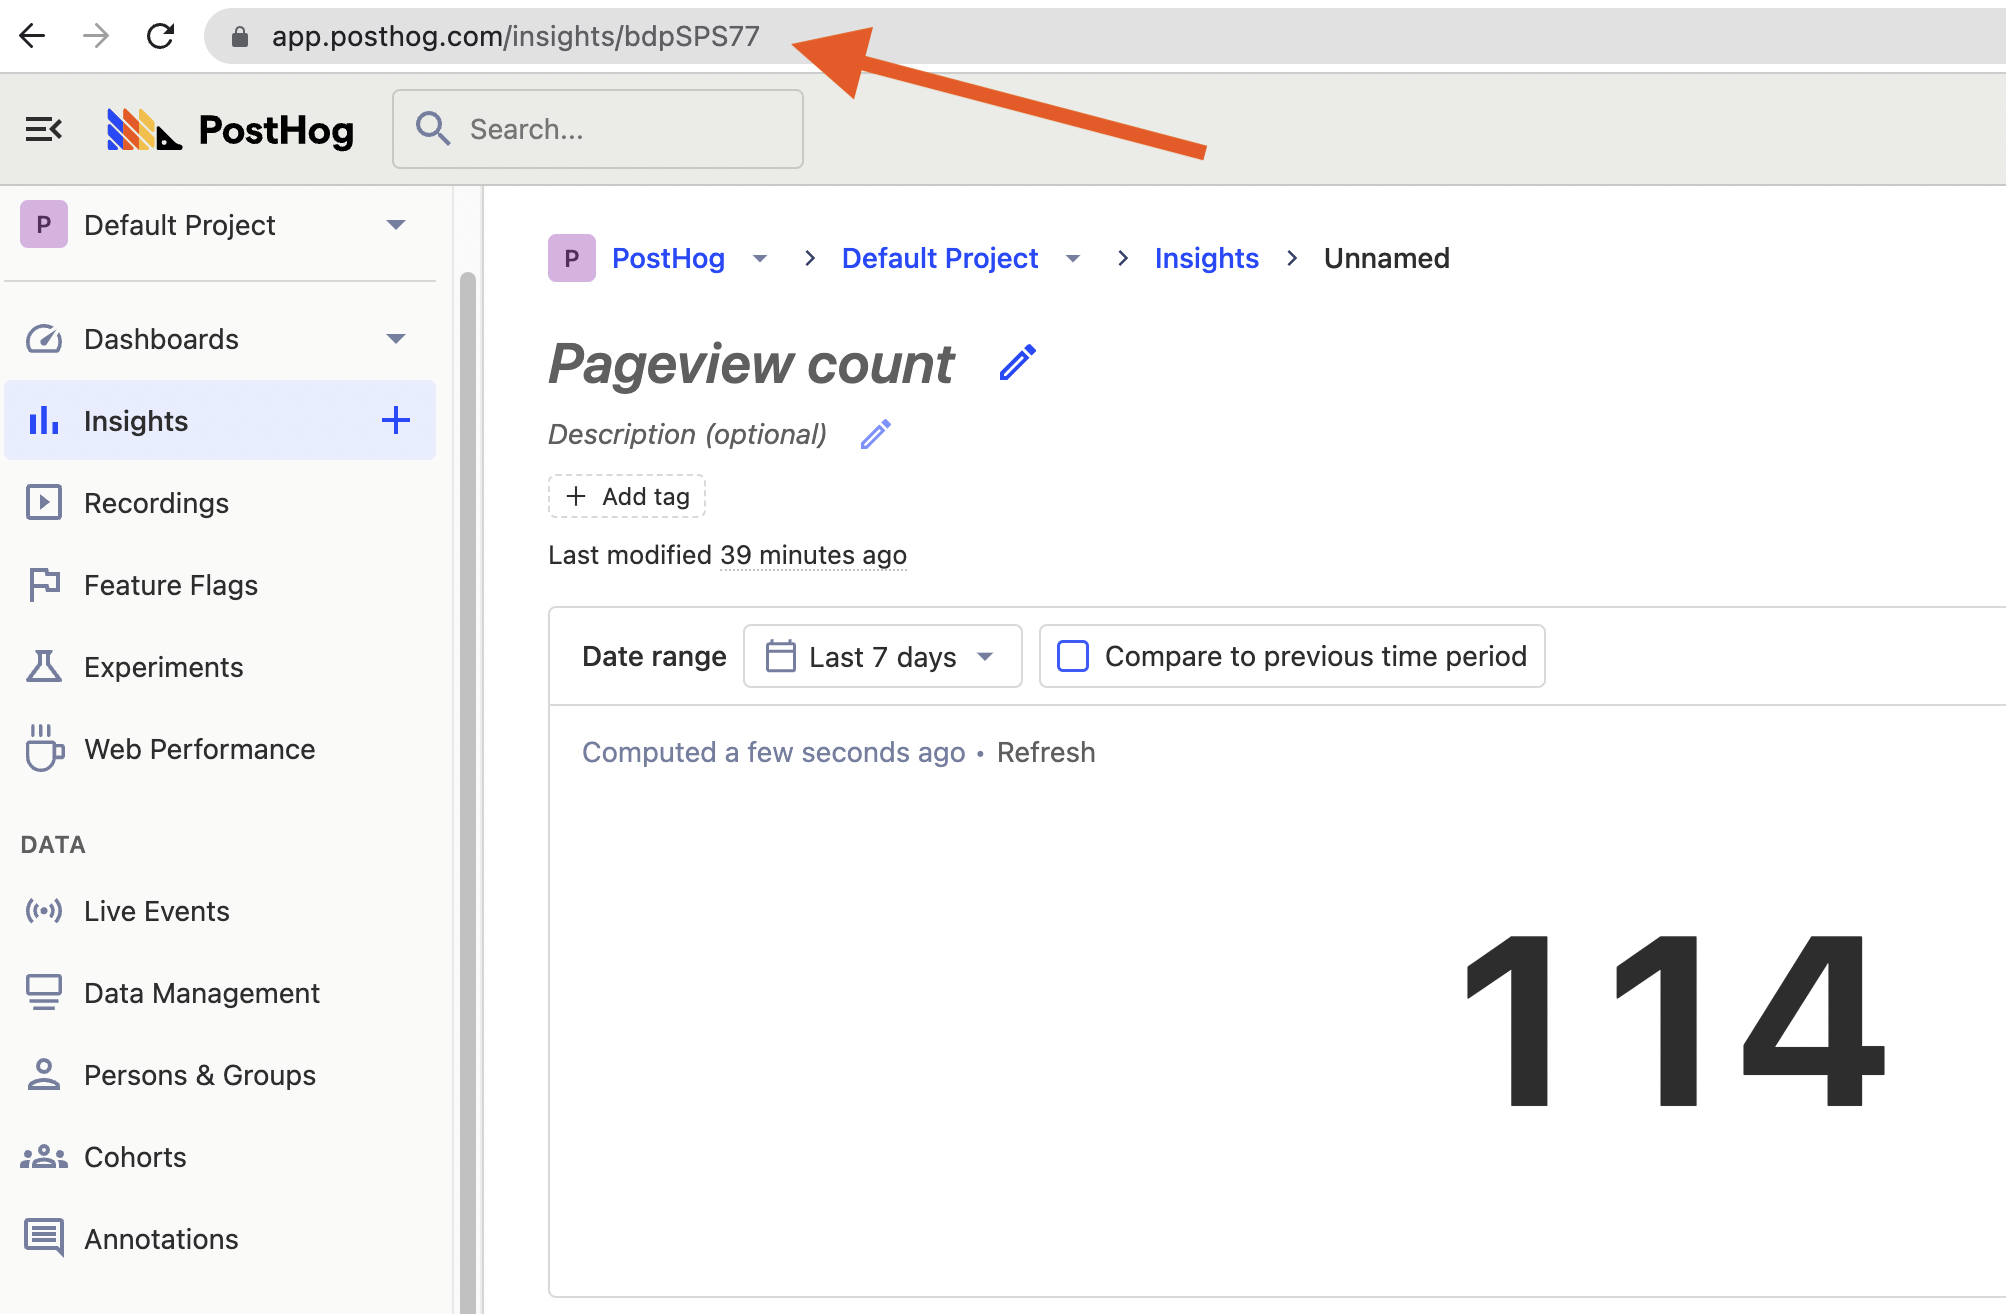 app.posthog.com/insights/bdpSPS77
PostHog
Search...
P Default Project
Dashboards
Insights
Recordings
Feature Flags
Experiments
Web Performance
DATA
Live Events
Data Management
Persons & Groups
Cohorts
Annotations
P PostHog > Default Project > Insights > Unnamed
Pageview count
Description (optional)
+ Add tag
Last modified 39 minutes ago
Date range Last 7 days Compare to previous time period
Computed a few seconds ago • Refresh
114